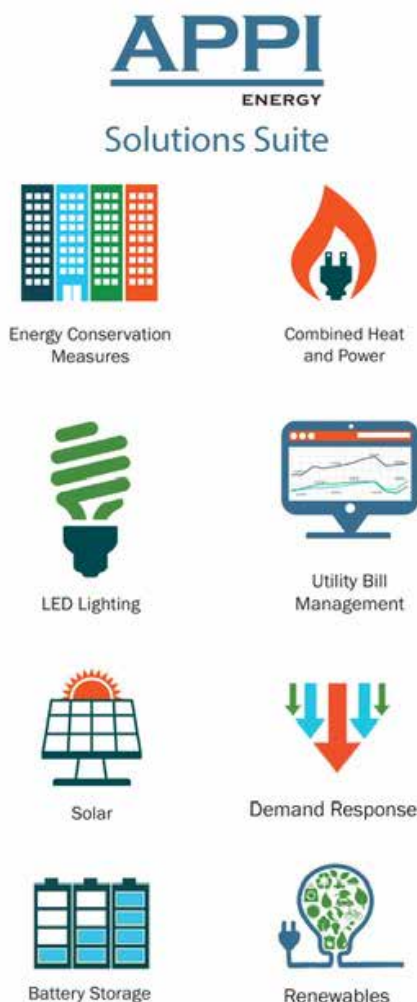 APPI
ENERGY
Solutions Suite
Energy Conservation
Measures
Combined Heat
and Power
LED Lighting
Utility Bill
Management
Solar
Demand Response
Battery Storage
Renewables